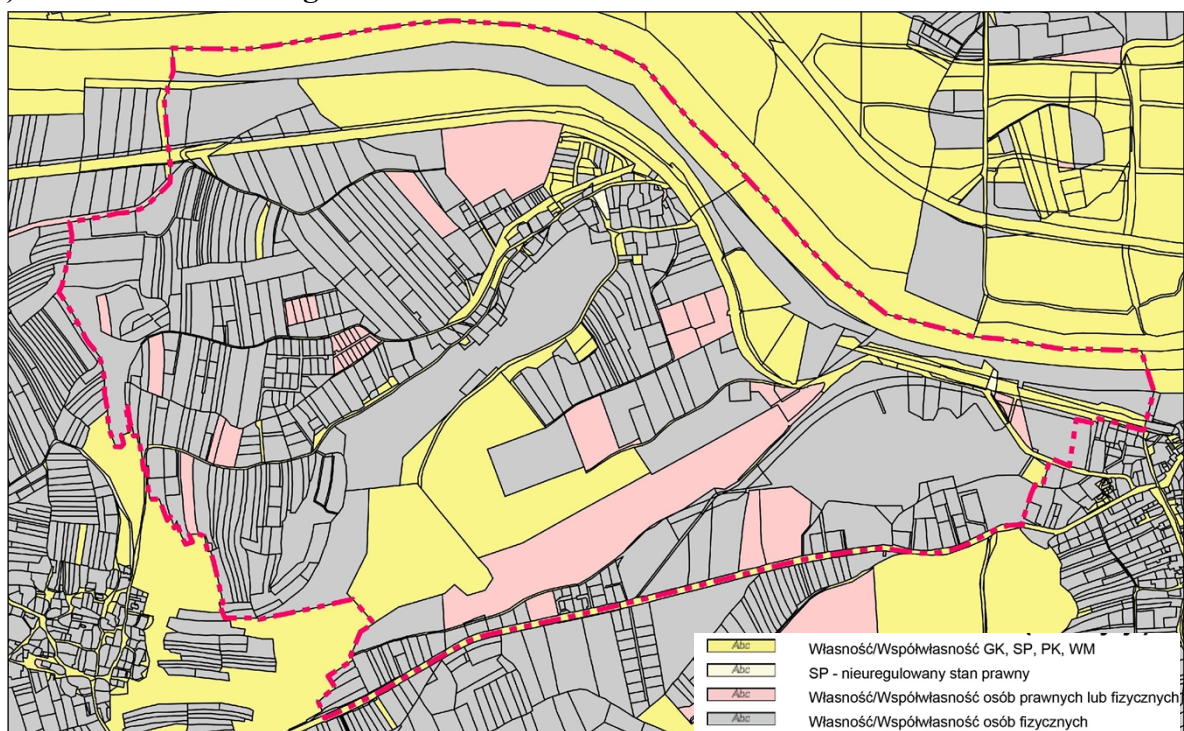 Abc Własność/Współwłasność GK, SP, PK, WM
Abc SP - nieuregulowany stan prawny
Abc Własność/Współwłasność osób prawnych lub fizycznych
Abc Własność/Współwłasność osób fizycznych